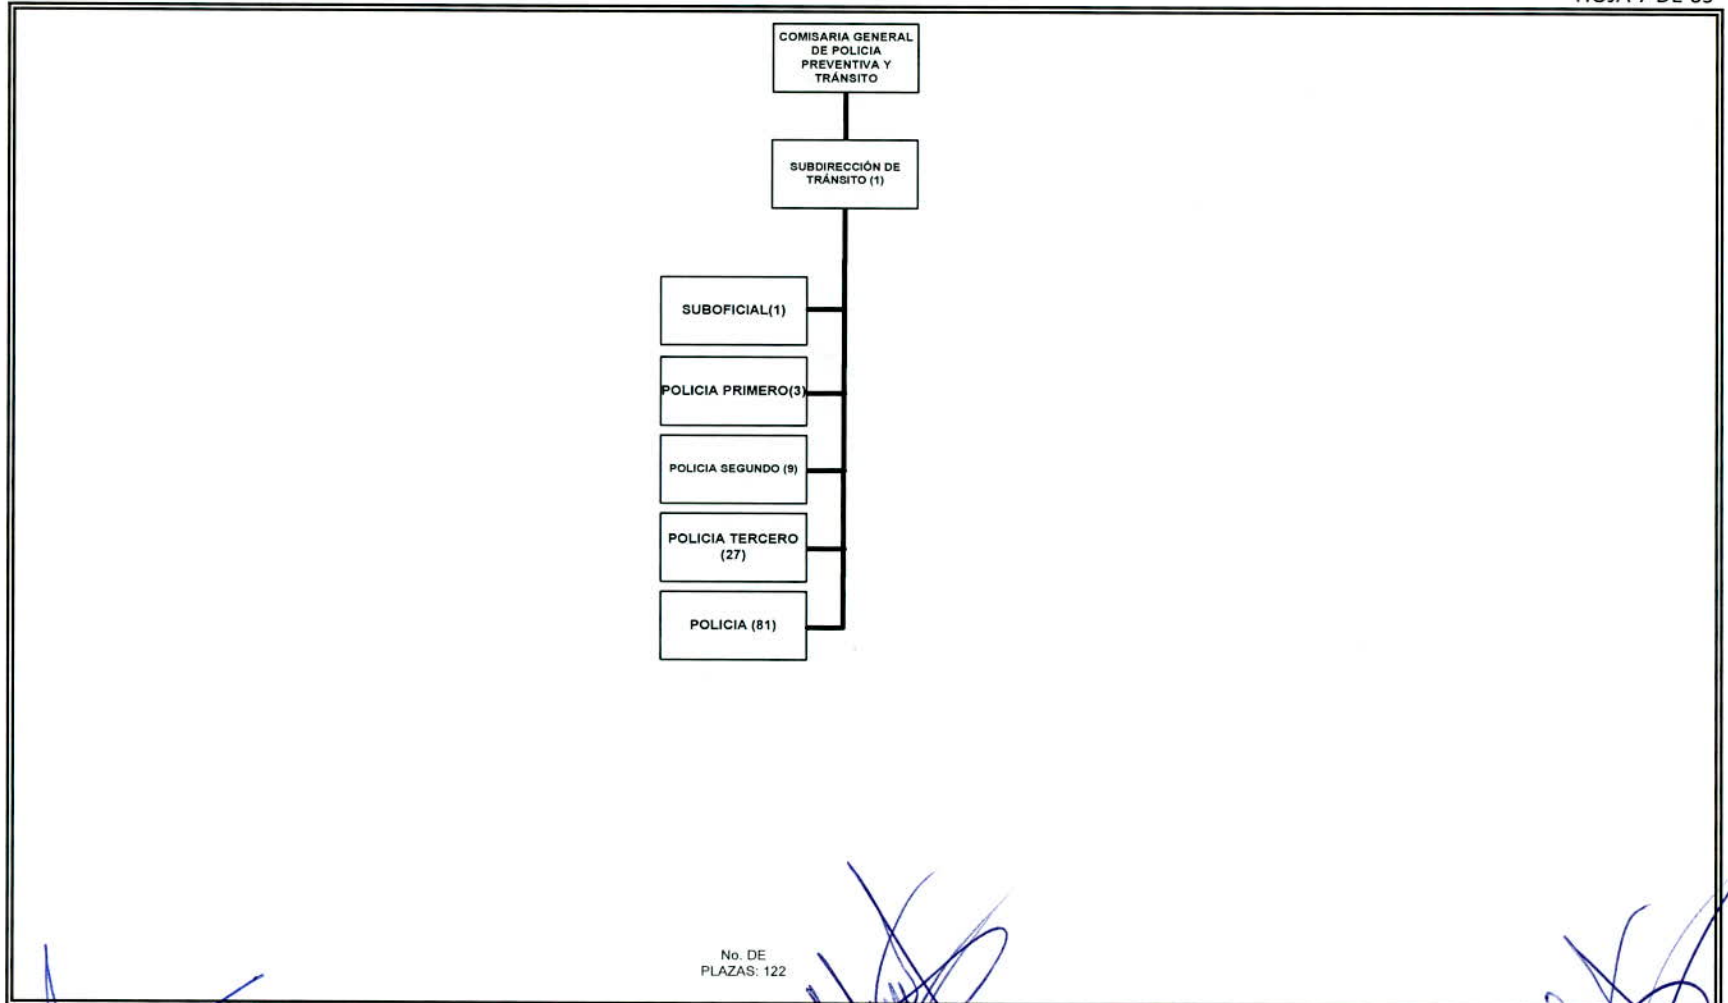 COMISARIA GENERAL
DE POLICIA
PREVENTIVA Y
TRÁNSITO
SUBDIRECCIÓN DE
TRÁNSITO (1)
SUBOFICIAL(1)
POLICIA PRIMERO(3)
POLICIA SEGUNDO (9)
POLICIA TERCERO
(27)
POLICIA (81)
No. DE
PLAZAS: 122